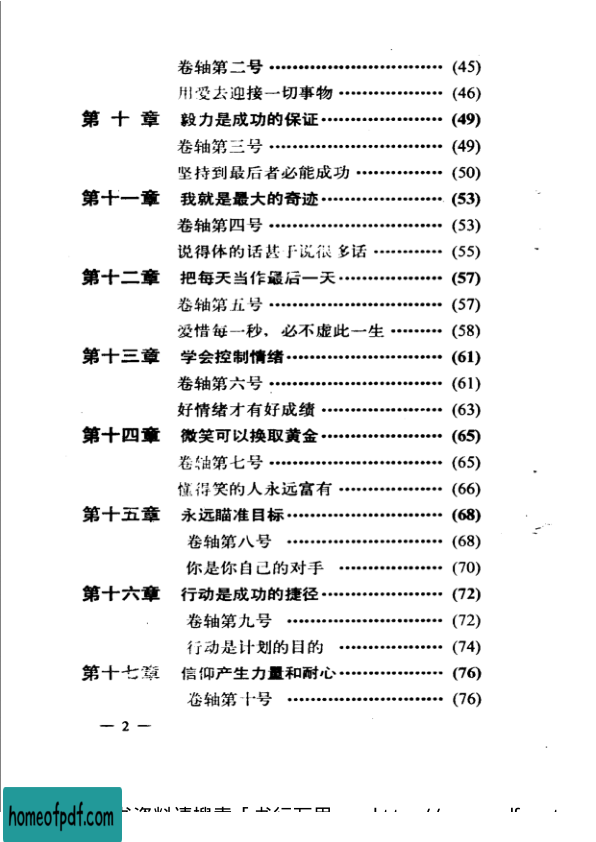 卷轴第二号 ………………………… (45)
用爱去迎接一切事物 ……………… (46)
第 十 章 毅力是成功的保证 ………………… (49)
卷轴第三号 ………………………… (49)
坚持到最后者必能成功 …………… (50)
第十一章 我就是最大的奇迹 ………………… (53)
卷轴第四号 ………………………… (53)
说得体的话甚于说很多话 ………… (55)
第十二章 把每天当作最后一天 ……………… (57)
卷轴第五号 ………………………… (57)
爱惜每一秒，必不虚此一生 ……… (58)
第十三章 学会控制情绪 ……………………… (61)
卷轴第六号 ………………………… (61)
好情绪才有好成绩 ………………… (63)
第十四章 微笑可以换取黄金 ………………… (65)
卷轴第七号 ………………………… (65)
懂得笑的人永远富有 ……………… (66)
第十五章 永远瞄准目标 ……………………… (68)
卷轴第八号 ……………………… (68)
你是你自己的对手 ……………… (70)
第十六章 行动是成功的捷径 ………………… (72)
卷轴第九号 ……………………… (72)
行动是计划的目的 ……………… (74)
第十七章 信仰产生力量和耐心 ……………… (76)
卷轴第十号 ……………………… (76)
— 2 —
homeofpdf.com